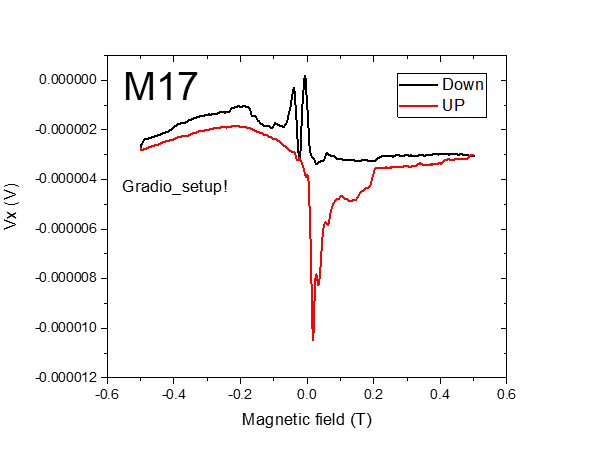 M17
Down
UP
Gradio_setup!
0.000000
-0.000002
-0.000004
-0.000006
-0.000008
-0.000010
-0.000012
Vx (V)
-0.6 -0.4 -0.2 0.0 0.2 0.4 0.6
Magnetic field (T)